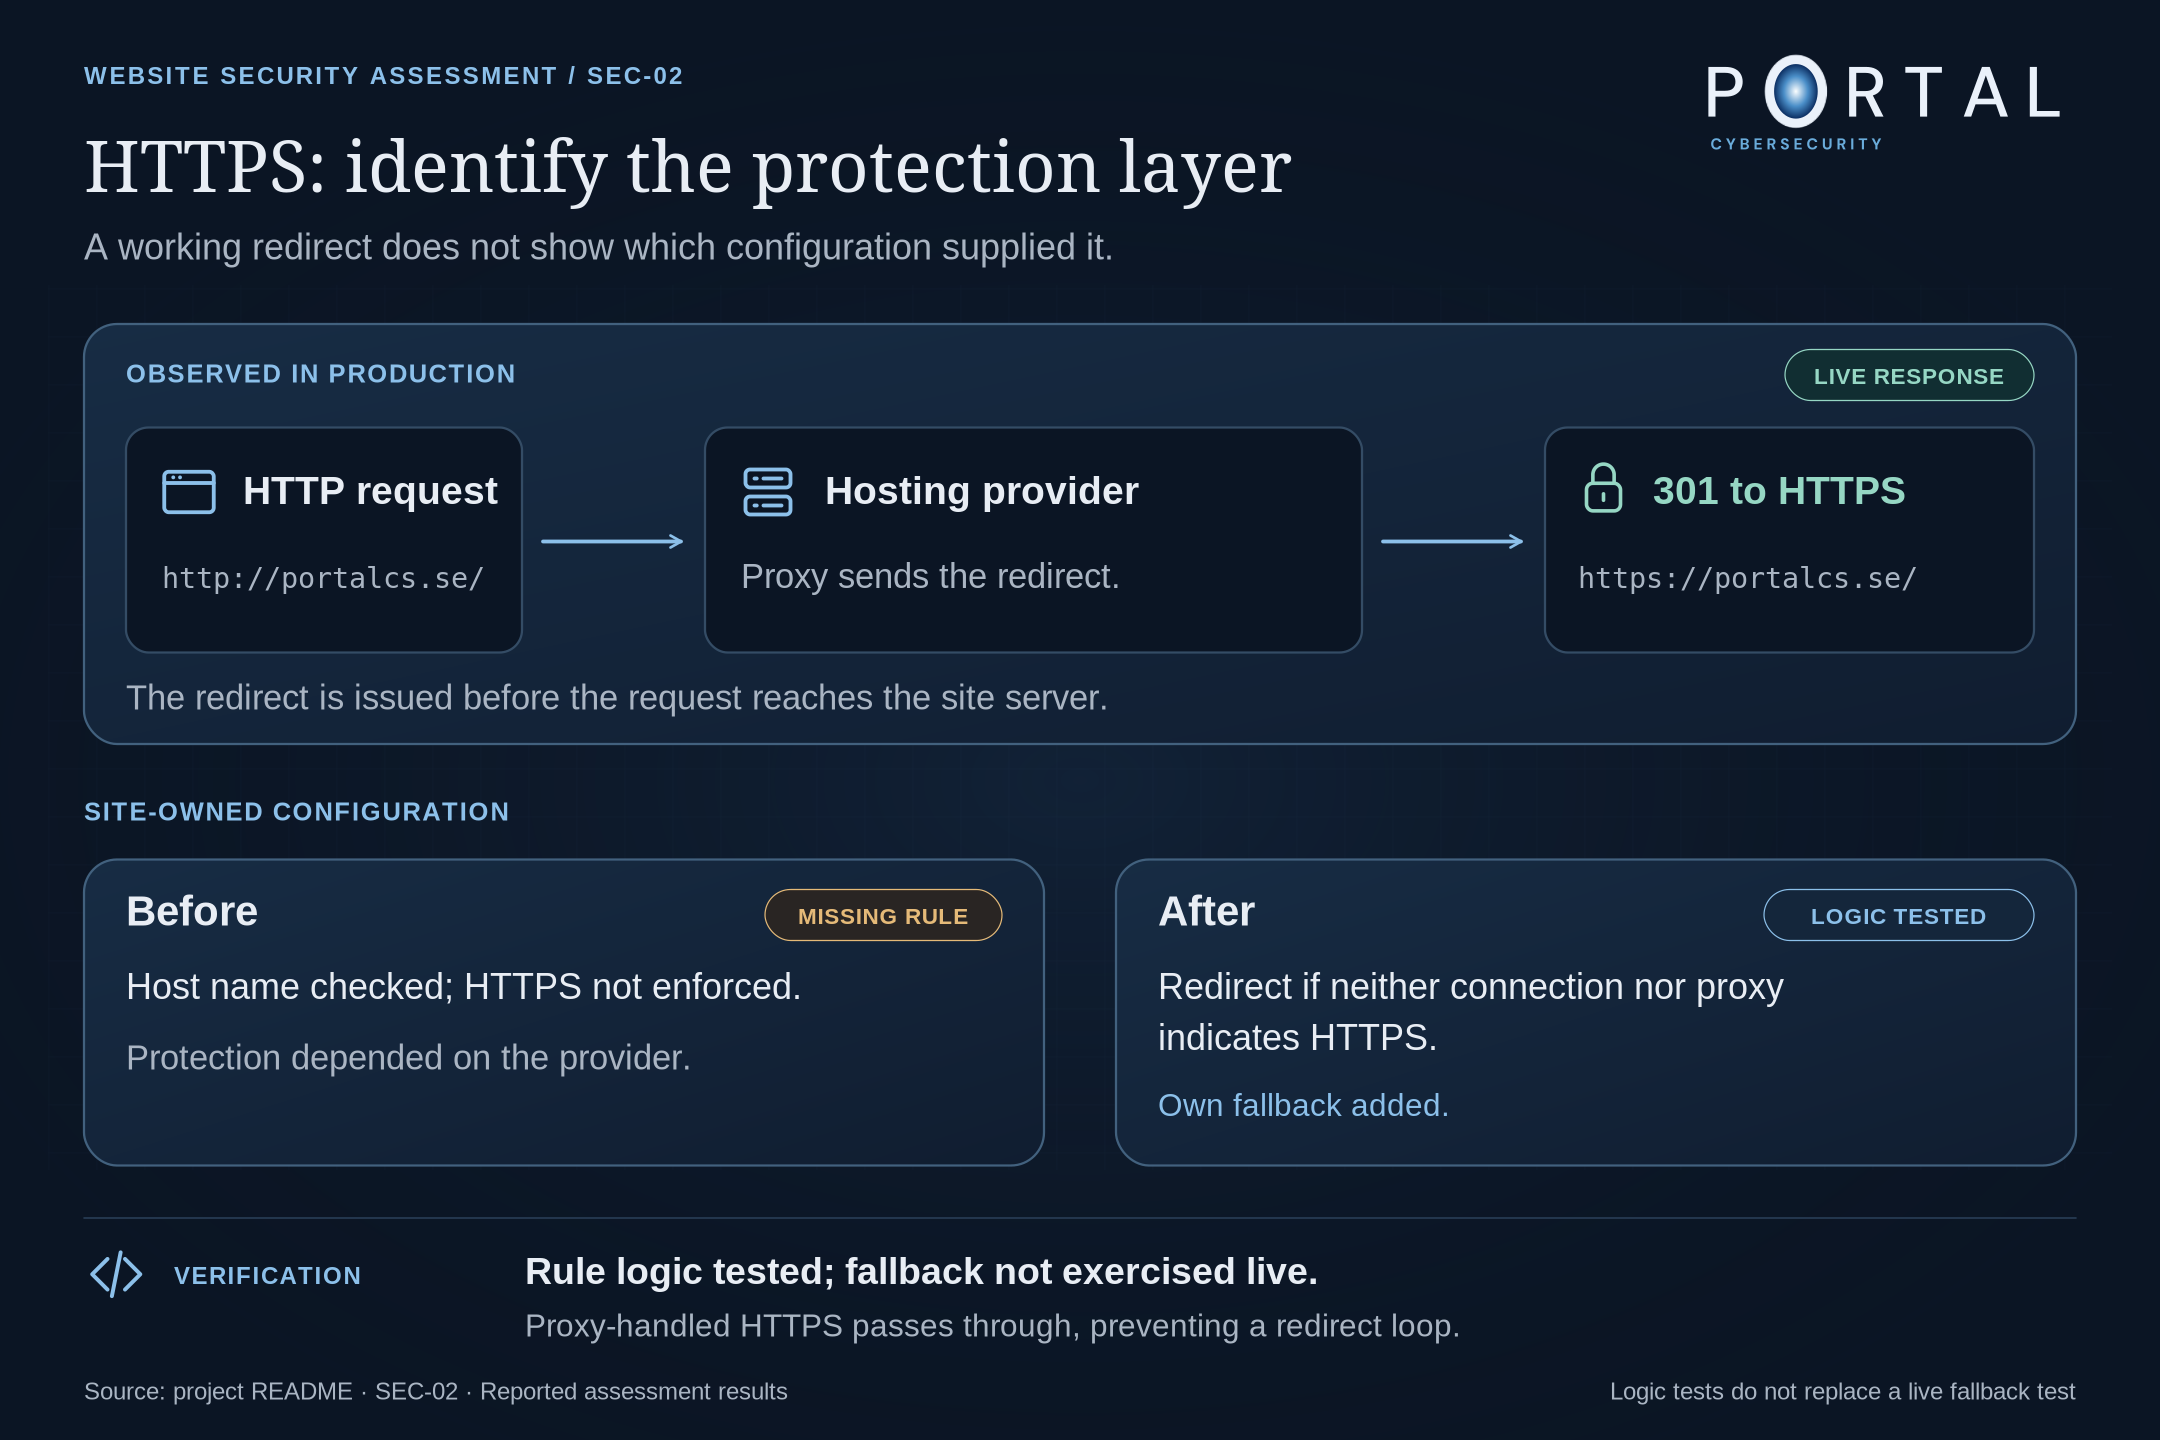 WEBSITE SECURITY ASSESSMENT / SEC-02
PORTAL
CYBERSECURITY
HTTPS: identify the protection layer
A working redirect does not show which configuration supplied it.
OBSERVED IN PRODUCTION
LIVE RESPONSE
HTTP request
http://portalcs.se/
Hosting provider
Proxy sends the redirect.
301 to HTTPS
https://portalcs.se/
The redirect is issued before the request reaches the site server.
SITE-OWNED CONFIGURATION
Before
MISSING RULE
Host name checked; HTTPS not enforced.
Protection depended on the provider.
After
LOGIC TESTED
Redirect if neither connection nor proxy
indicates HTTPS.
Own fallback added.
VERIFICATION
Rule logic tested; fallback not exercised live.
Proxy-handled HTTPS passes through, preventing a redirect loop.
Source: project README · SEC-02 · Reported assessment results
Logic tests do not replace a live fallback test